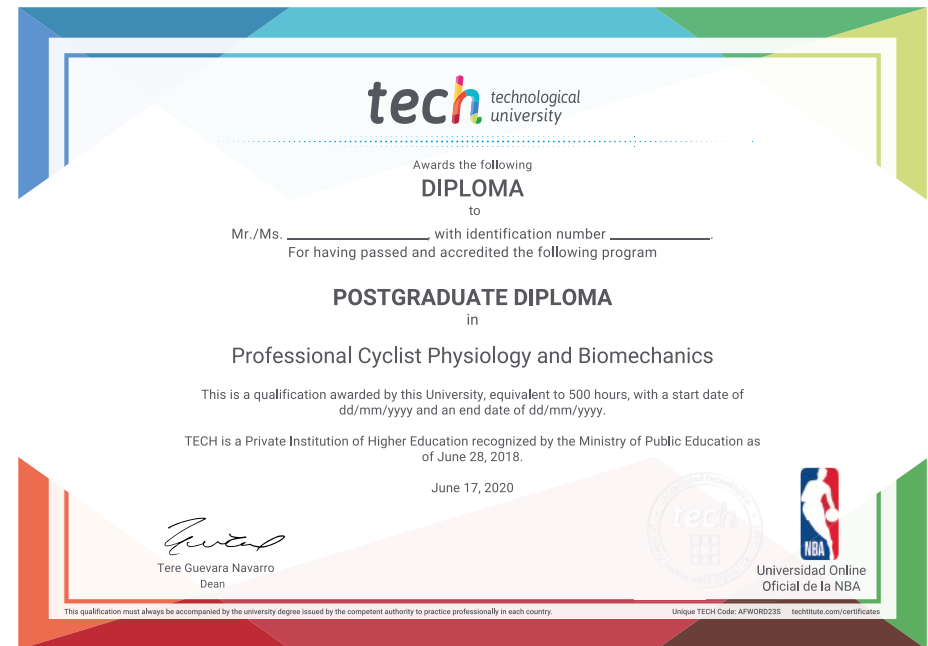 tech technological
university
Awards the following
DIPLOMA
to
Mr./Ms. ____________, with identification number ____________.
For having passed and accredited the following program
POSTGRADUATE DIPLOMA
in
Professional Cyclist Physiology and Biomechanics
This is a qualification awarded by this University, equivalent to 500 hours, with a start date of
dd/mm/yyyy and an end date of dd/mm/yyyy.
TECH is a Private Institution of Higher Education recognized by the Ministry of Public Education as
of June 28, 2018.
June 17, 2020
tech
NBA
Tere Guevara Navarro
Dean
Universidad Online
Oficial de la NBA
This qualification must always be accompanied by the university degree issued by the competent authority to practice professionally in each country.
Unique TECH Code: AFWORD23S techtitute.com/certificates